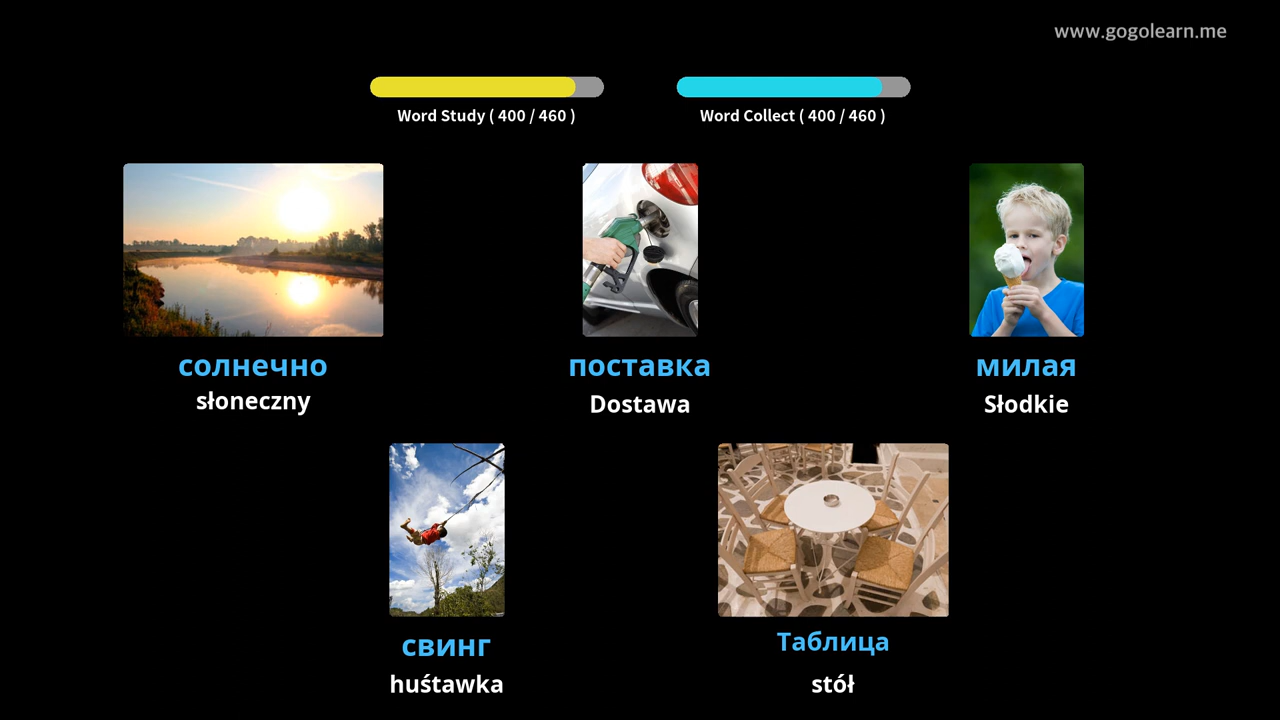 www.gogolearn.me
Word Study ( 400 / 460 )
Word Collect ( 400 / 460 )
солнечно
słoneczny
поставка
Dostawa
милая
Słodkie
свинг
huśtawka
Таблица
stół